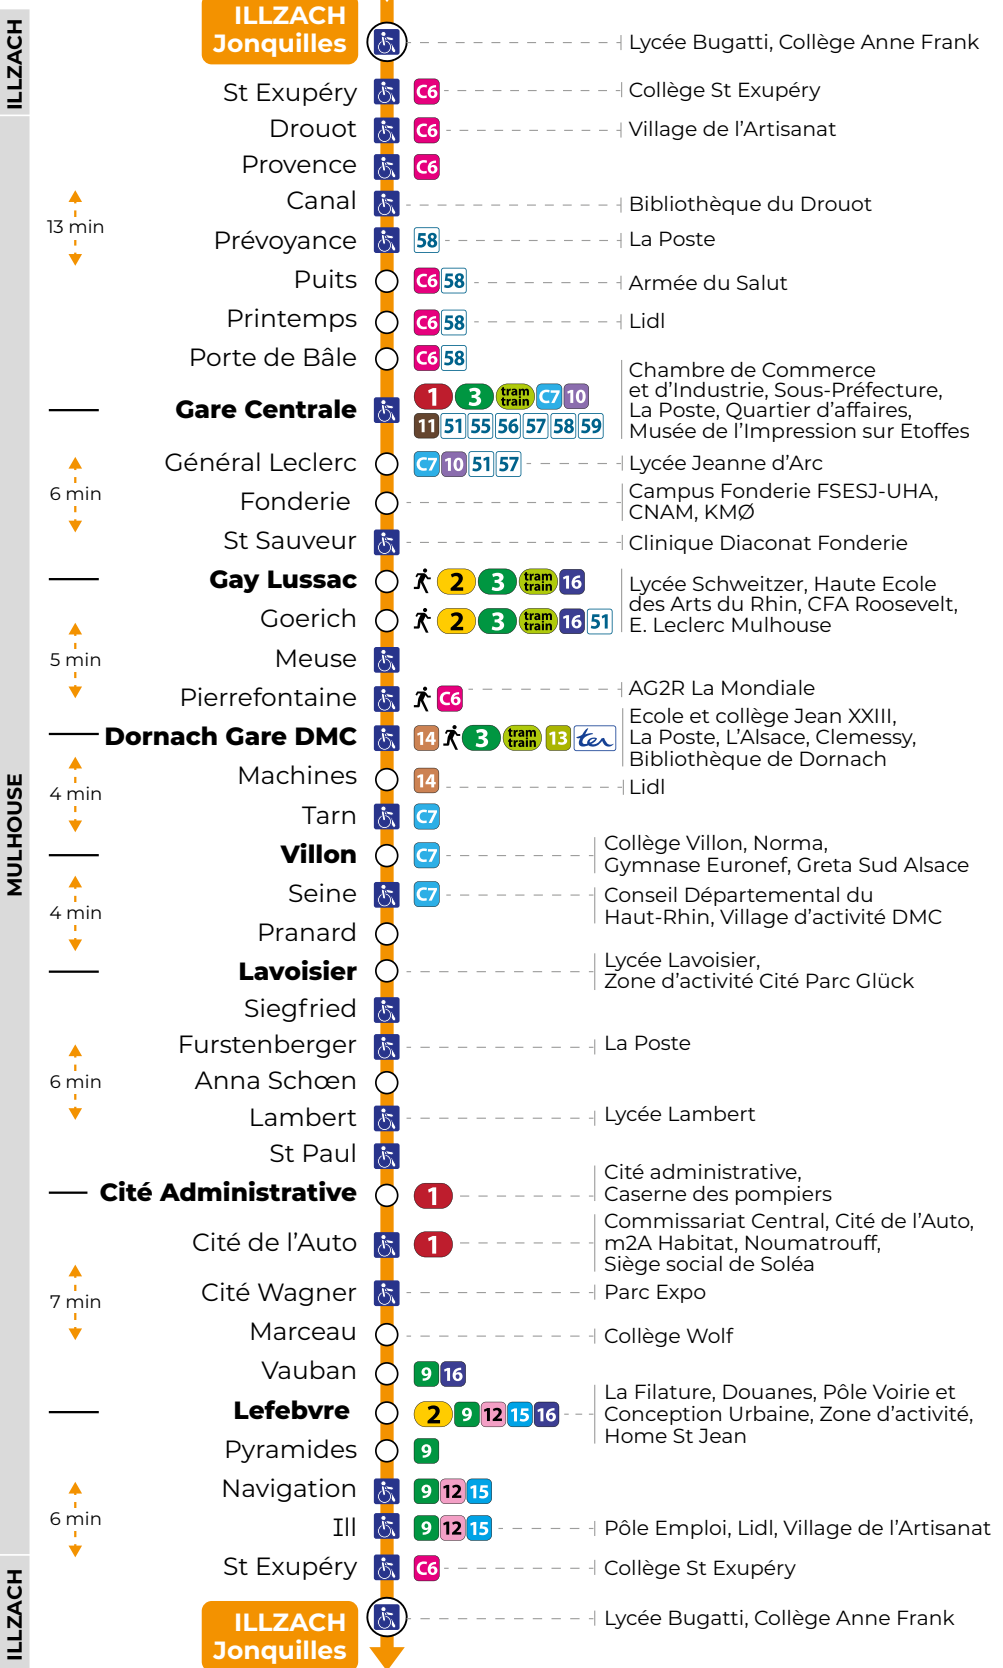 ILLZACH
ILLZACH
Jonquilles
Lycée Bugatti, Collège Anne Frank
St Exupéry C6 Collège St Exupéry
Drouot C6 Village de l'Artisanat
Provence C6
Canal Bibliothèque du Drouot
13 min
Prévoyance 58 La Poste
Puits C6 58 Armée du Salut
Printemps C6 58 Lidl
Porte de Bâle C6 58
Gare Centrale 1 3 tram train C7 10
11 51 55 56 57 58 59
Chambre de Commerce
et d'Industrie, Sous-Préfecture,
La Poste, Quartier d'affaires,
Musée de l'Impression sur Etoffes
Général Leclerc C7 10 51 57 Lycée Jeanne d'Arc
6 min
Fonderie Campus Fonderie FSESJ-UHA,
CNAM, KMØ
St Sauveur Clinique Diaconat Fonderie
Gay Lussac 2 3 tram train 16
Goerich 2 3 tram train 16 51
Lycée Schweitzer, Haute Ecole
des Arts du Rhin, CFA Roosevelt,
E. Leclerc Mulhouse
Meuse
5 min
Pierrefontaine C6 AG2R La Mondiale
Dornach Gare DMC 14 3 tram train 13 ter
Ecole et collège Jean XXIII,
La Poste, L'Alsace, Clemessy,
Bibliothèque de Dornach
MULHOUSE
Machines 14 Lidl
4 min
Tarn C7
Villon C7 Collège Villon, Norma,
Gymnase Euronef, Greta Sud Alsace
Seine C7 Conseil Départemental du
Haut-Rhin, Village d'activité DMC
4 min
Pranard
Lavoisier Lycée Lavoisier,
Zone d'activité Cité Parc Glück
Siegfried
Furstenberger La Poste
6 min
Anna Schœn
Lambert Lycée Lambert
St Paul
Cité Administrative 1 Cité administrative,
Caserne des pompiers
Cité de l'Auto 1 Commissariat Central, Cité de l'Auto,
m2A Habitat, Noumatrouff,
Siège social de Soléa
Cité Wagner Parc Expo
7 min
Marceau Collège Wolf
Vauban 9 16
Lefebvre 2 9 12 15 16
La Filature, Douanes, Pôle Voirie et
Conception Urbaine, Zone d'activité,
Home St Jean
Pyramides 9
Navigation 9 12 15
6 min
Ill 9 12 15 Pôle Emploi, Lidl, Village de l'Artisanat
St Exupéry C6 Collège St Exupéry
ILLZACH
ILLZACH
Jonquilles
Lycée Bugatti, Collège Anne Frank